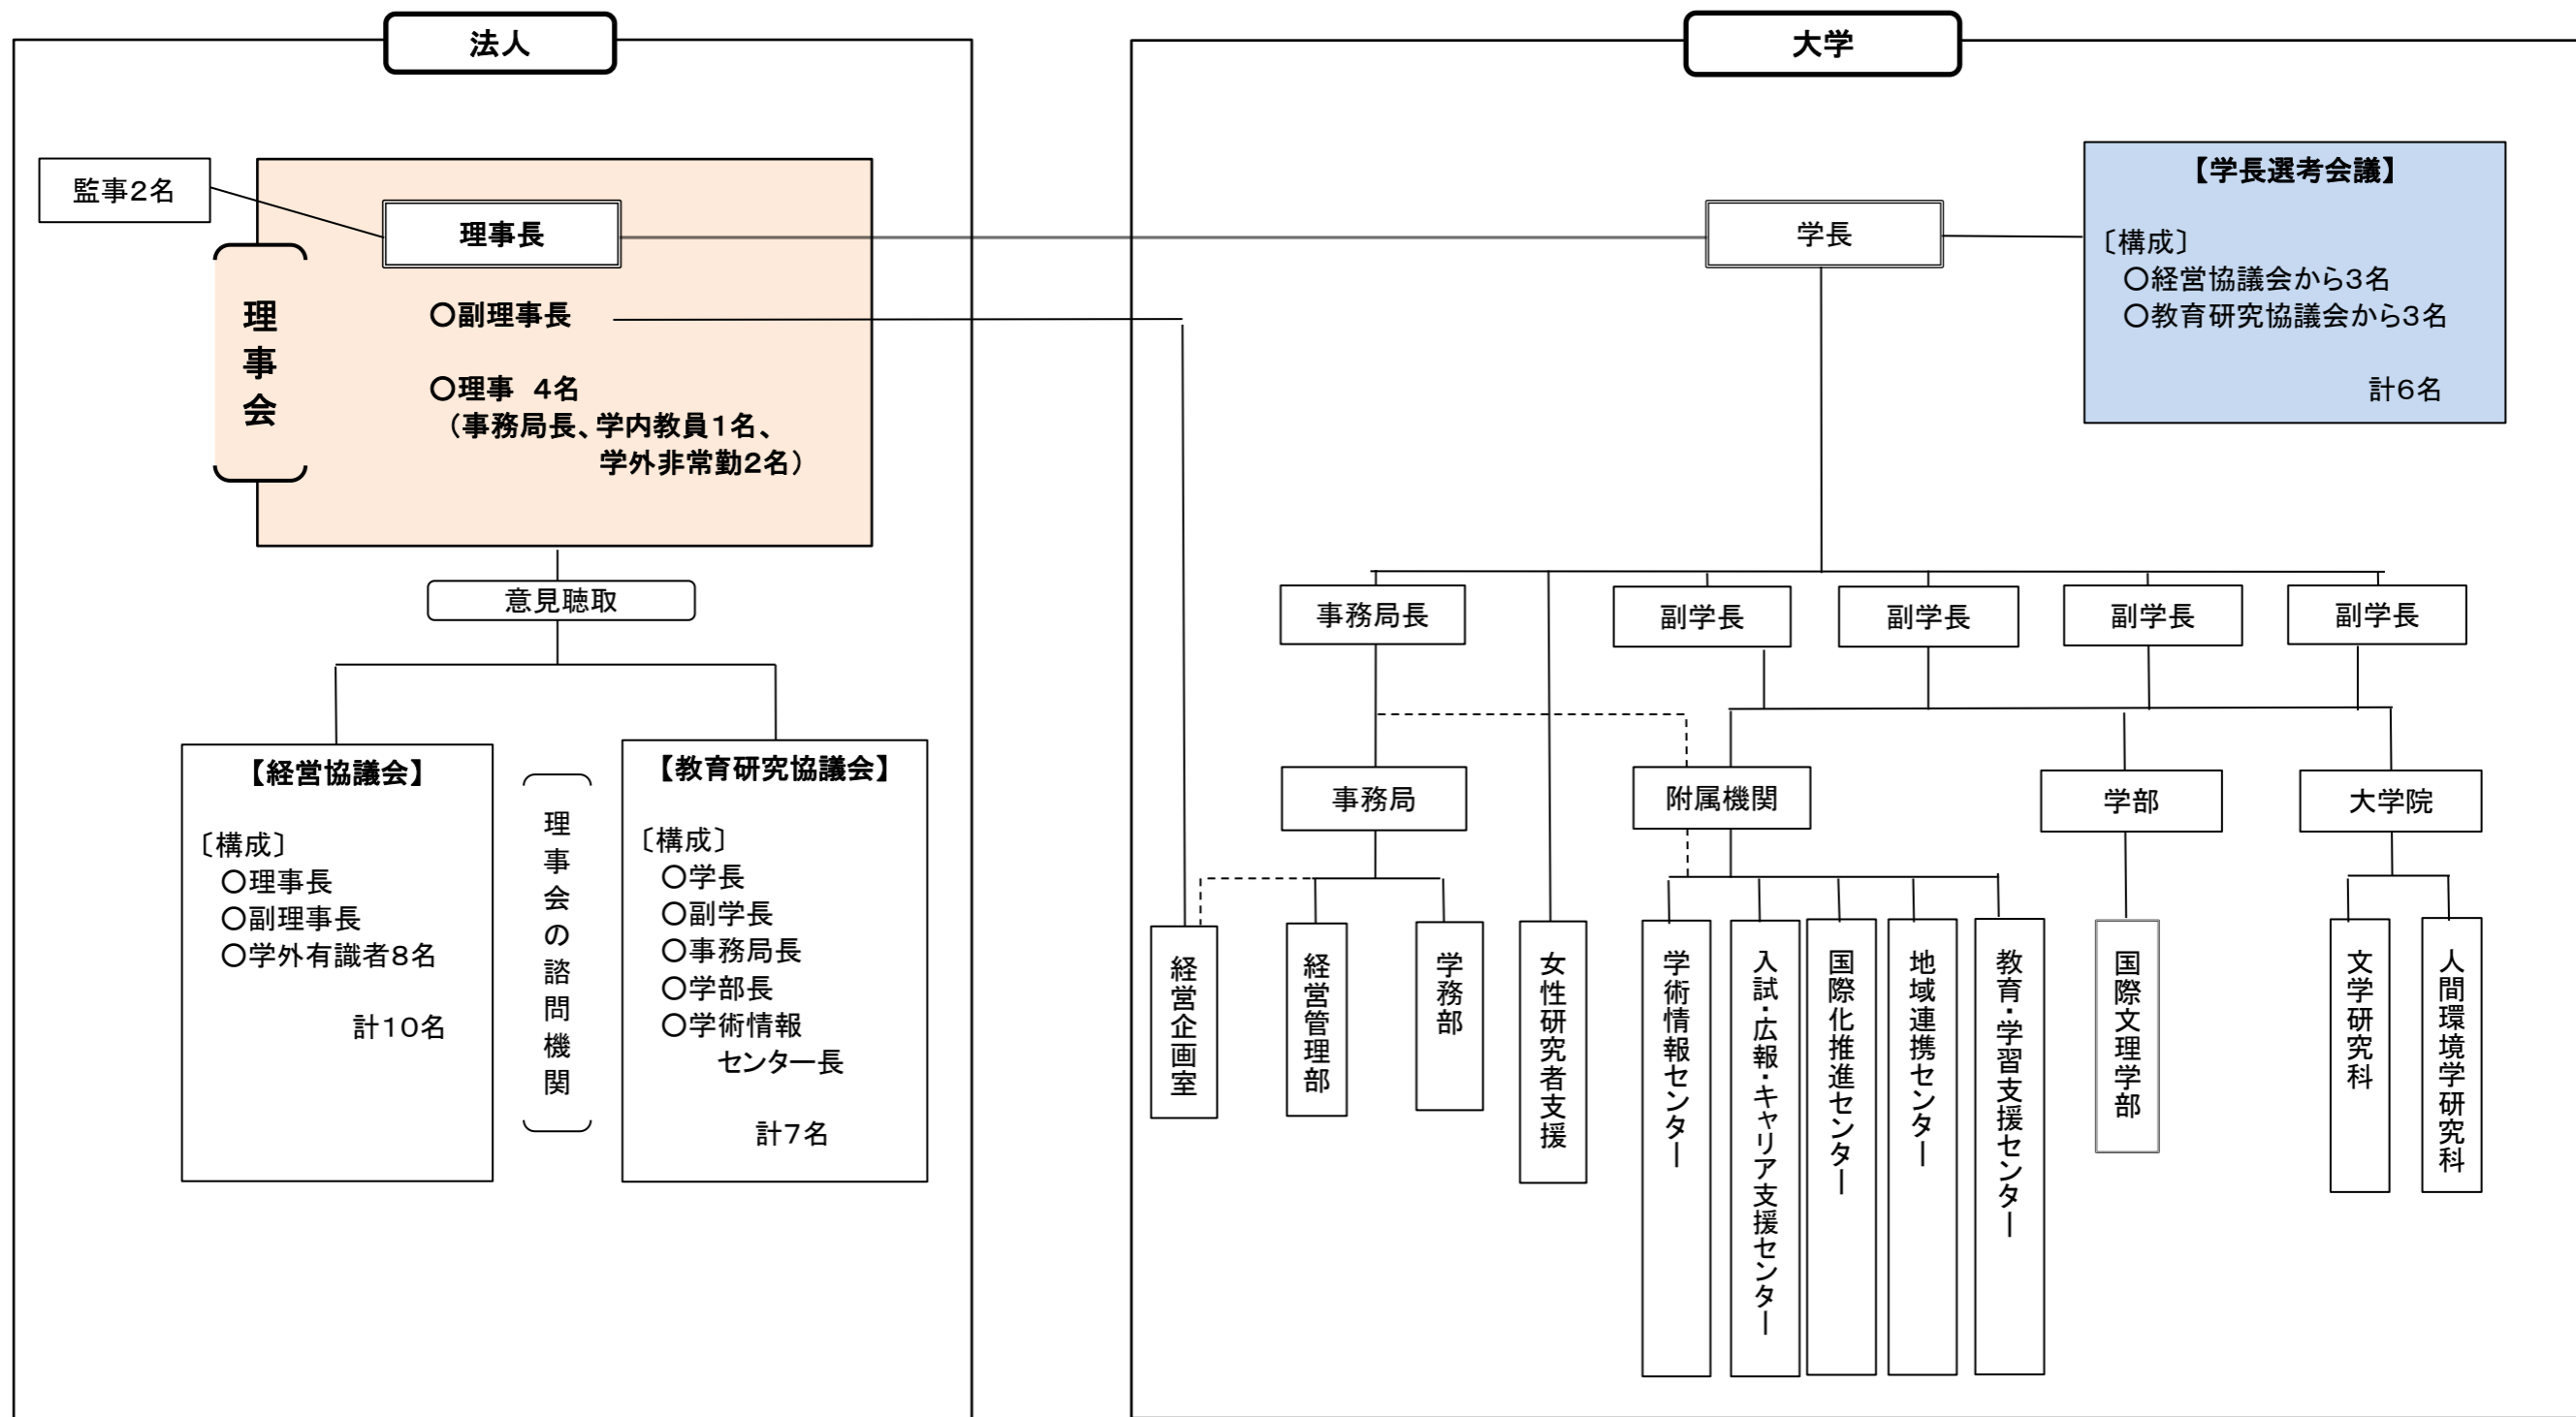 法人
監事2名
理事長
理事会
○副理事長
○理事 4名
（事務局長、学内教員1名、
学外非常勤2名）
意見聴取
【経営協議会】
〔構成〕
○理事長
○副理事長
○学外有識者8名
計10名
理事会の諮問機関
【教育研究協議会】
〔構成〕
○学長
○副学長
○事務局長
○学部長
○学術情報
センター長
計7名
大学
学長
【学長選考会議】
〔構成〕
○経営協議会から3名
○教育研究協議会から3名
計6名
事務局長
副学長
副学長
副学長
副学長
事務局
附属機関
学部
大学院
経営企画室
経営管理部
学務部
女性研究者支援
学術情報センター
入試・広報・キャリア支援センター
国際化推進センター
地域連携センター
教育・学習支援センター
国際文理学部
文学研究科
人間環境学研究科